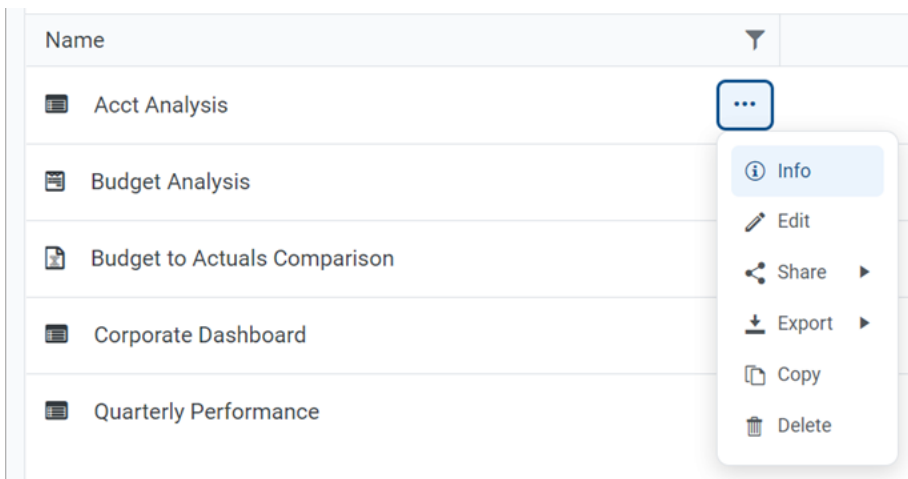 Name
Acct Analysis
Budget Analysis
Budget to Actuals Comparison
Corporate Dashboard
Quarterly Performance
Info
Edit
Share
Export
Copy
Delete